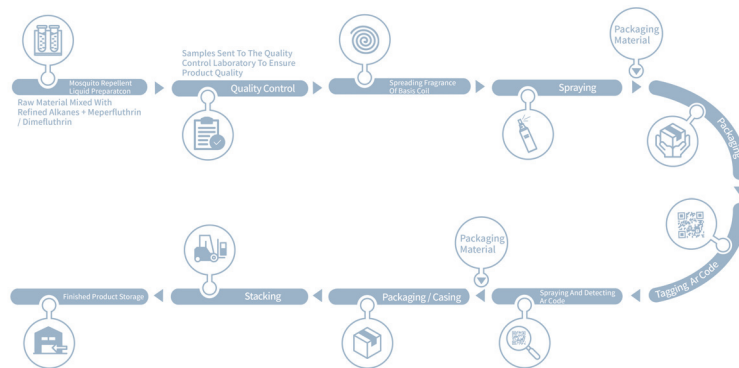 Mosquito Repellent
Liquid Preparatcon
Raw Material Mixed With
Refined Alkanes + Meperfluthrin
/ Dimefluthrin
Samples Sent To The Quality
Control Laboratory To Ensure
Product Quality
Quality Control
Spreading Fragrance
Of Basis Coil
Spraying
Packaging
Material
Packaging
Tagging Ar Code
Spraying And Detecting
Ar Code
Packaging
Material
Packaging / Casing
Stacking
Finished Product Storage